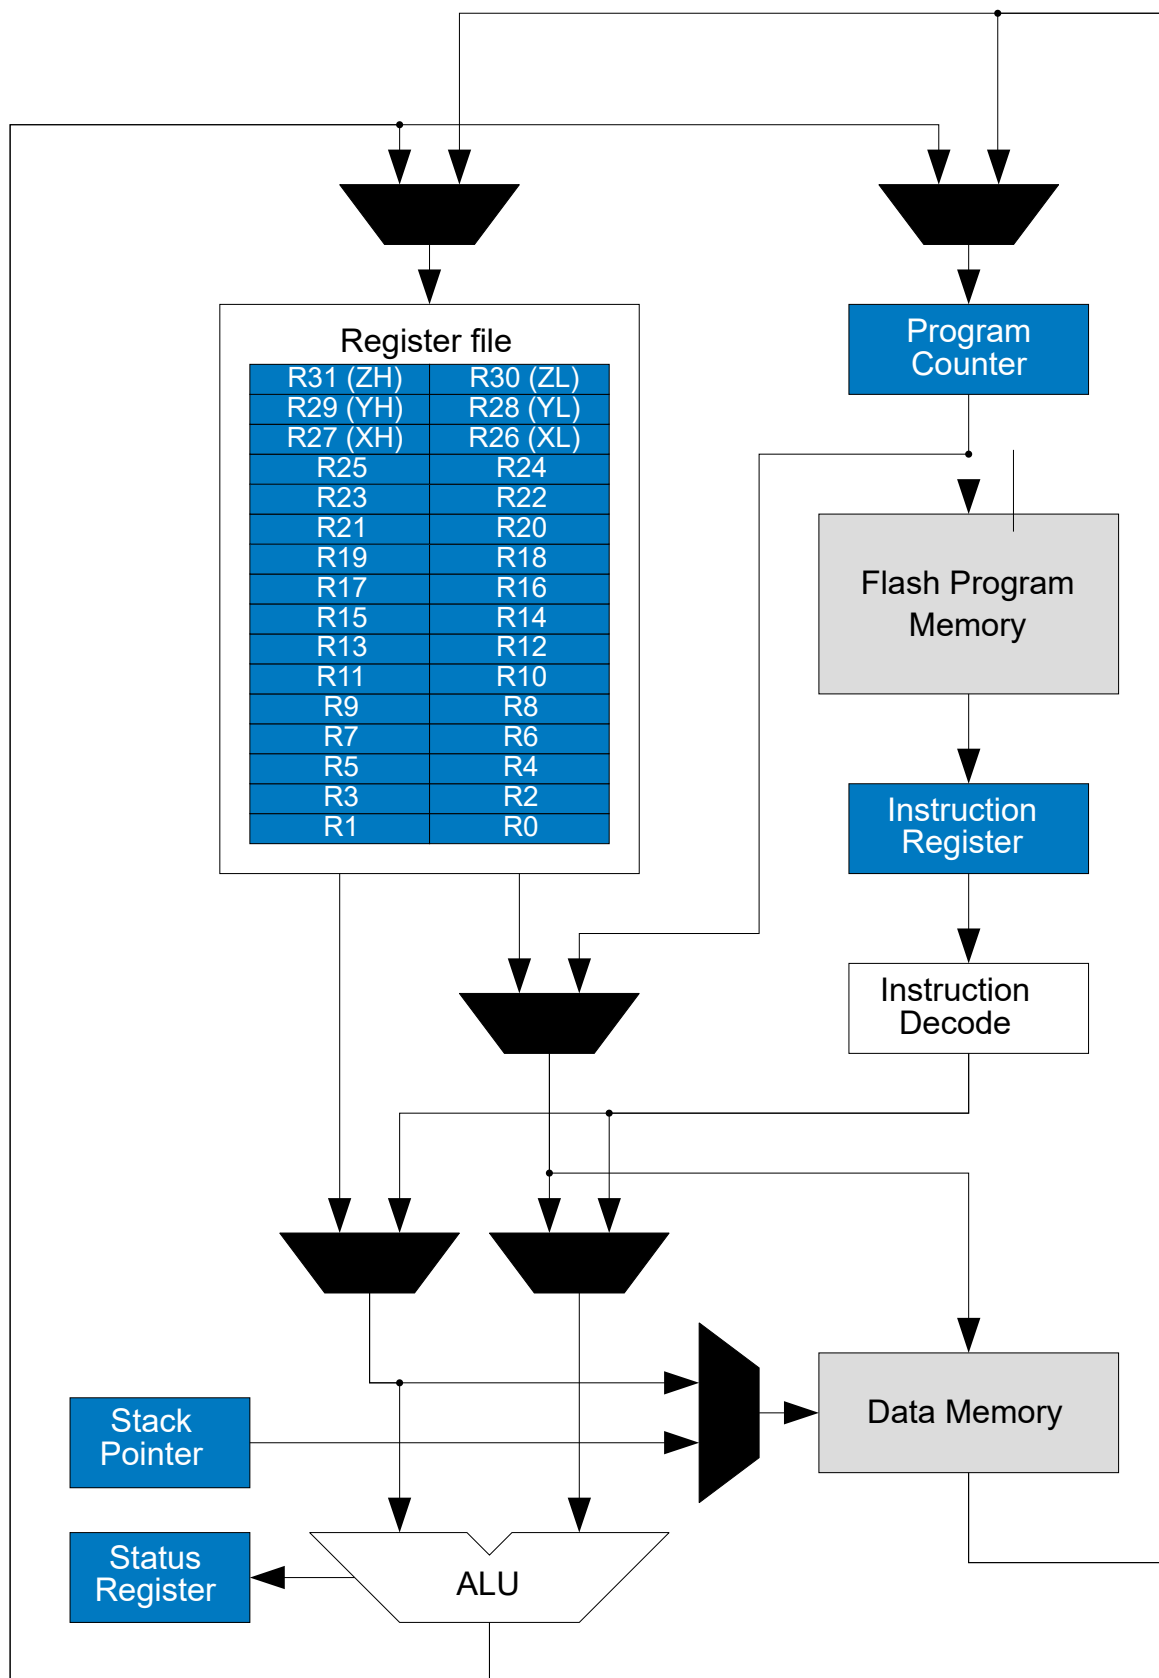 Register file
R31 (ZH) R30 (ZL)
R29 (YH) R28 (YL)
R27 (XH) R26 (XL)
R25 R24
R23 R22
R21 R20
R19 R18
R17 R16
R15 R14
R13 R12
R11 R10
R9 R8
R7 R6
R5 R4
R3 R2
R1 R0
Program
Counter
Flash Program
Memory
Instruction
Register
Instruction
Decode
Stack
Pointer
Data Memory
Status
Register
ALU